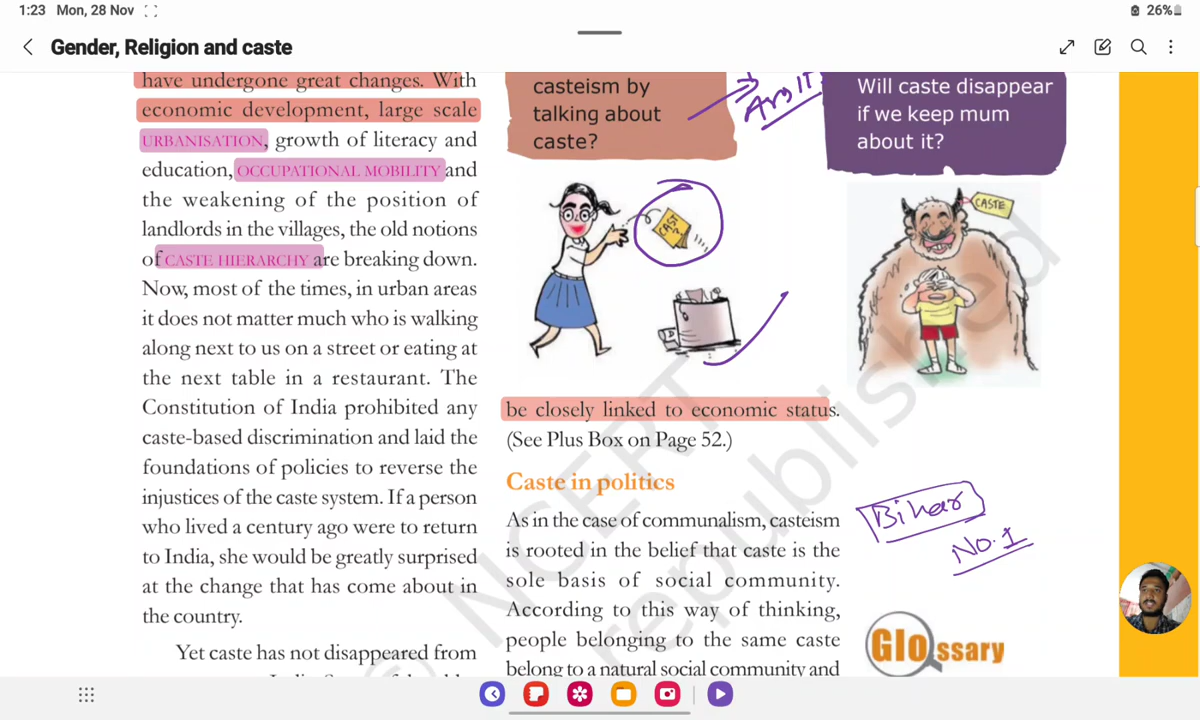 1:23 Mon, 28 Nov
26%
Gender, Religion and caste
have undergone great changes. With
economic development, large scale
URBANISATION, growth of literacy and
education, OCCUPATIONAL MOBILITY and
the weakening of the position of
landlords in the villages, the old notions
of CASTE HIERARCHY are breaking down.
Now, most of the times, in urban areas
it does not matter much who is walking
along next to us on a street or eating at
the next table in a restaurant. The
Constitution of India prohibited any
caste-based discrimination and laid the
foundations of policies to reverse the
injustices of the caste system. If a person
who lived a century ago were to return
to India, she would be greatly surprised
at the change that has come about in
the country.
Yet caste has not disappeared from
casteism by
talking about
caste?
CASTE
be closely linked to economic status.
(See Plus Box on Page 52.)
Caste in politics
As in the case of communalism, casteism
is rooted in the belief that caste is the
sole basis of social community.
According to this way of thinking,
people belonging to the same caste
belong to a natural social community and
Will caste disappear
if we keep mum
about it?
CASTE
Bihar
No. 1
Glossary
© NCERT
republished